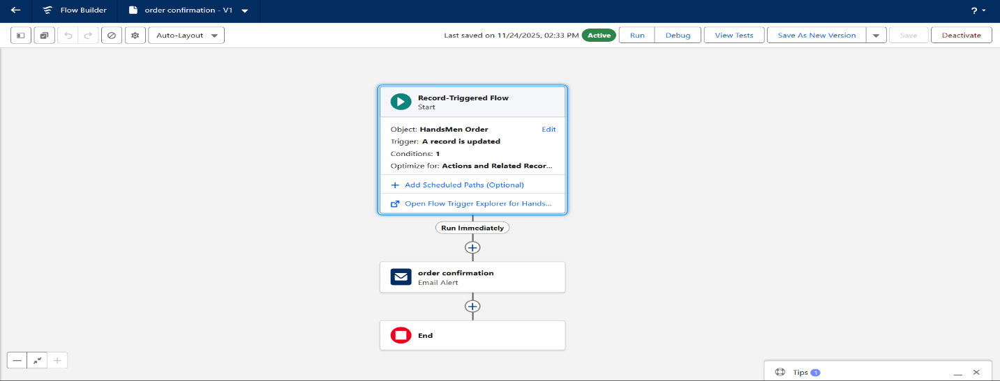 Flow Builder order confirmation - V1 ?
Auto-Layout Last saved on 11/24/2025, 02:33 PM Active Run Debug View Tests Save As New Version Save Deactivate
Record-Triggered Flow
Start
Object: HandsMen Order Edit
Trigger: A record is updated
Conditions: 1
Optimize for: Actions and Related Recor...
Add Scheduled Paths (Optional)
Open Flow Trigger Explorer for Hands...
Run Immediately
order confirmation
Email Alert
End
Tips 1